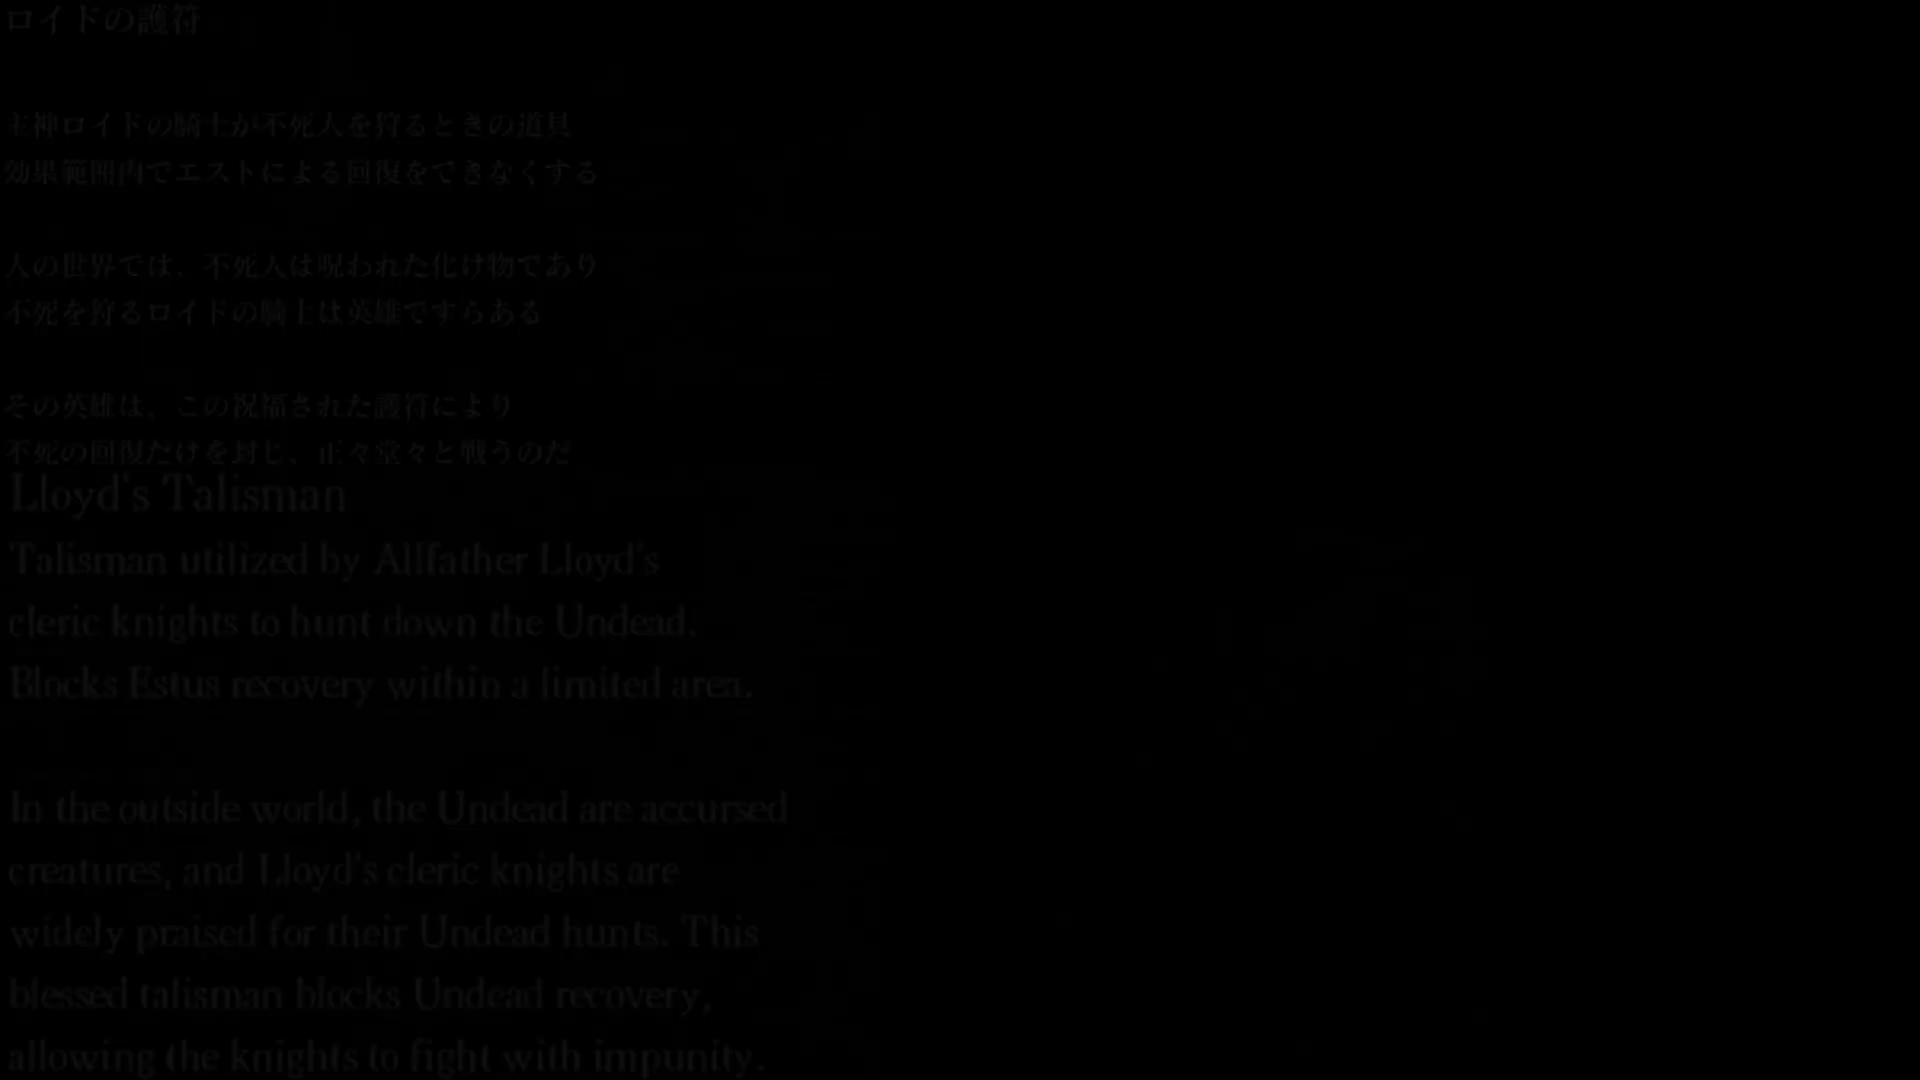 ロイドの護符
主神ロイドの騎士が不死人を狩るときの道具
効果範囲内でエストによる回復をできなくする
人の世界では、不死人は呪われた化け物であり
不死を狩るロイドの騎士は英雄ですらある
その英雄は、この祝福された護符により
不死の回復だけを封じ、正々堂々と戦うのだ
Lloyd's Talisman
Talisman utilized by Allfather Lloyd's
cleric knights to hunt down the Undead.
Blocks Estus recovery within a limited area.
In the outside world, the Undead are accursed
creatures, and Lloyd's cleric knights are
widely praised for their Undead hunts. This
blessed talisman blocks Undead recovery,
allowing the knights to fight with impunity.